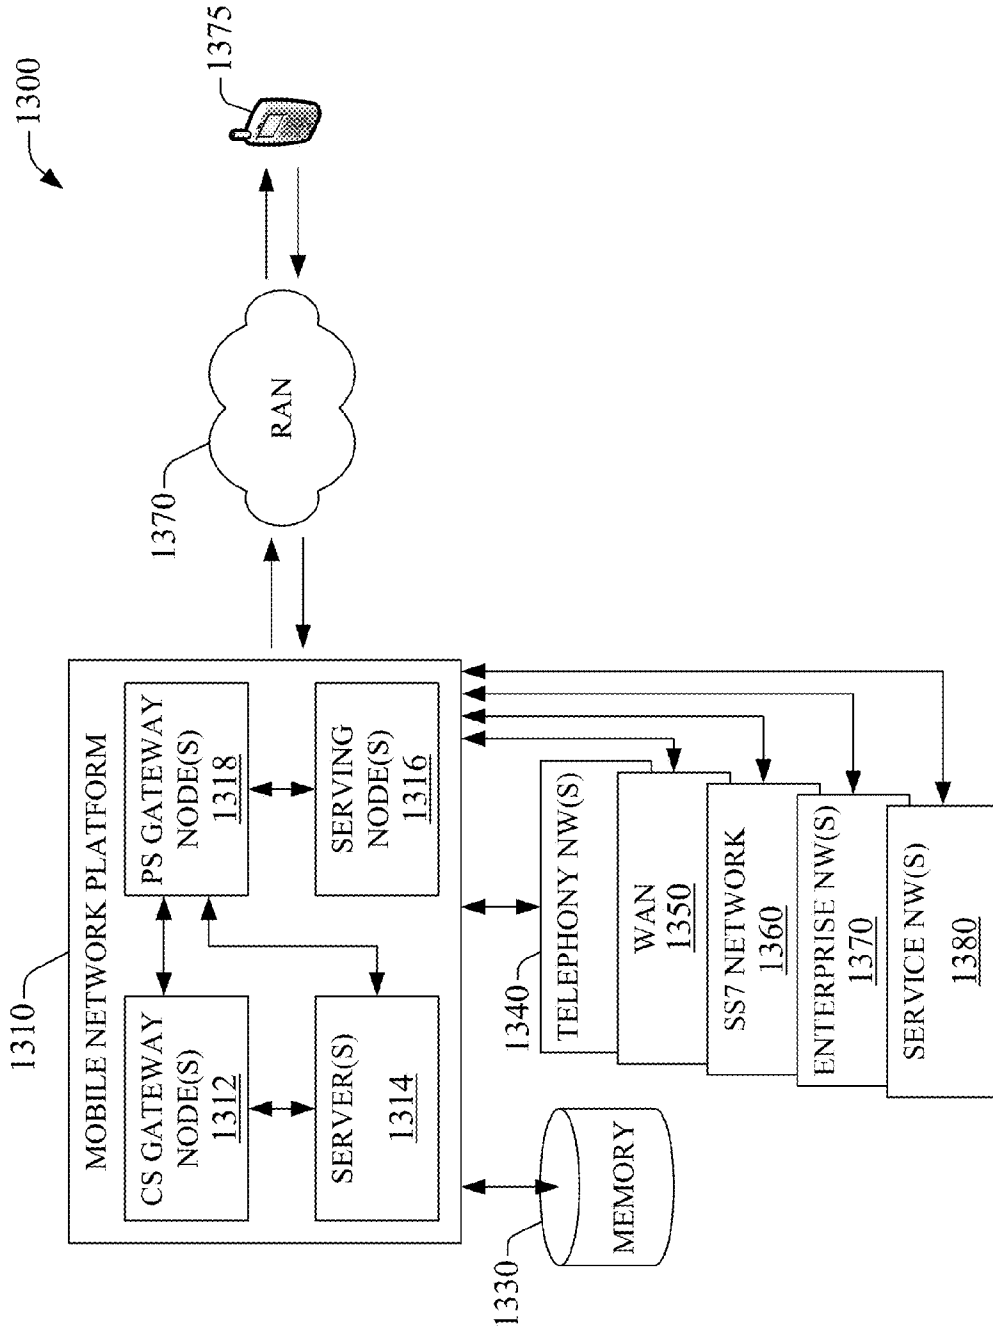 1300
1310
MOBILE NETWORK PLATFORM
CS GATEWAY
NODE(S)
1312
PS GATEWAY
NODE(S)
1318
SERVER(S)
1314
SERVING
NODE(S)
1316
1370
RAN
1375
1330
MEMORY
1340
TELEPHONY NW(S)
WAN
1350
SS7 NETWORK
1360
ENTERPRISE NW(S)
1370
SERVICE NW(S)
1380